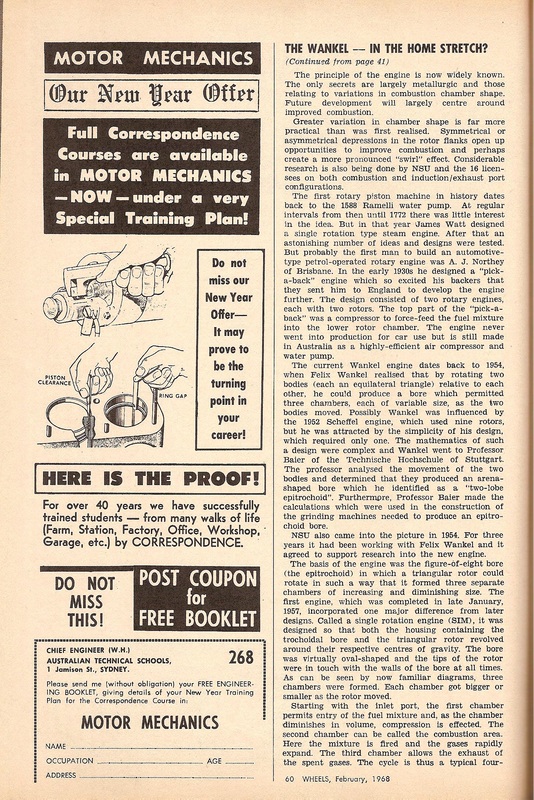 MOTOR MECHANICS
Our New Year Offer
Full Correspondence
Courses are available
in MOTOR MECHANICS
— NOW — under a very
Special Training Plan!
Do not
miss our
New Year
Offer—
It may
prove to
be the
turning
point in
your
career!
PISTON
CLEARANCE
RING GAP
HERE IS THE PROOF!
For over 40 years we have successfully
trained students — from many walks of life
(Farm, Station, Factory, Office, Workshop,
Garage, etc.) by CORRESPONDENCE.
DO NOT
MISS
THIS!
POST COUPON
for
FREE BOOKLET
CHIEF ENGINEER (W.H.)
AUSTRALIAN TECHNICAL SCHOOLS,
1 Jamison St., SYDNEY.
268
Please send me (without obligation) your FREE ENGINEER-
ING BOOKLET, giving details of your New Year Training
Plan for the Correspondence Course in:
MOTOR MECHANICS
NAME
OCCUPATION AGE
ADDRESS
THE WANKEL — IN THE HOME STRETCH?
(Continued from page 41)
The principle of the engine is now widely known.
The only secrets are largely metallurgic and those
relating to variations in combustion chamber shape.
Future development will largely centre around
improved combustion.
Greater variation in chamber shape is far more
practical than was first realised. Symmetrical or
asymmetrical depressions in the rotor flanks open up
opportunities to improve combustion and perhaps
create a more pronounced "swirl" effect. Considerable
research is also being done by NSU and the 16 licen-
sees on both combustion and induction/exhaust port
configurations.
The first rotary piston machine in history dates
back to the 1588 Ramelli water pump. At regular
intervals from then until 1772 there was little interest
in the idea. But in that year James Watt designed
a single rotation type steam engine. After that an
astonishing number of ideas and designs were tested.
But probably the first man to build an automotive-
type petrol-operated rotary engine was A. J. Northey
of Brisbane. In the early 1930s he designed a "pick-
a-back" engine which so excited his backers that
they sent him to England to develop the engine
further. The design consisted of two rotary engines,
each with two rotors. The top part of the "pick-a-
back" was a compressor to force-feed the fuel mixture
into the lower rotor chamber. The engine never
went into production for car use but is still made
in Australia as a highly-efficient air compressor and
water pump.
The current Wankel engine dates back to 1954,
when Felix Wankel realised that by rotating two
bodies (each an equilateral triangle) relative to each
other, he could produce a bore which permitted
three chambers, each of variable size, as the two
bodies moved. Possibly Wankel was influenced by
the 1952 Scheffel engine, which used nine rotors,
but he was attracted by the simplicity of his design,
which required only one. The mathematics of such
a design were complex and Wankel went to Professor
Baier of the Technische Hochschule of Stuttgart.
The professor analysed the movement of the two
bodies and determined that they produced an arena-
shaped bore which he identified as a "two-lobe
epitrochoid". Furthermore, Professor Baier made the
calculations which were used in the construction of
the grinding machines needed to produce an epitro-
choid bore.
NSU also came into the picture in 1954. For three
years it had been working with Felix Wankel and it
agreed to support research into the new engine.
The basis of the engine was the figure-of-eight bore
(the epitrochoid) in which a triangular rotor could
rotate in such a way that it formed three separate
chambers of increasing and diminishing size. The
first engine, which was completed in late January,
1957, incorporated one major difference from later
designs. Called a single rotation engine (SIM), it was
designed so that both the housing containing the
trochoidal bore and the triangular rotor revolved
around their respective centres of gravity. The bore
was virtually oval-shaped and the tips of the rotor
were in touch with the walls of the bore at all times.
As can be seen by now familiar diagrams, three
chambers were formed. Each chamber got bigger or
smaller as the rotor moved.
Starting with the inlet port, the first chamber
permits entry of the fuel mixture and, as the chamber
diminishes in volume, compression is effected. The
second chamber can be called the combustion area.
Here the mixture is fired and the gases rapidly
expand. The third chamber allows the exhaust of
the spent gases. The cycle is thus a typical four-
60 WHEELS, February, 1968